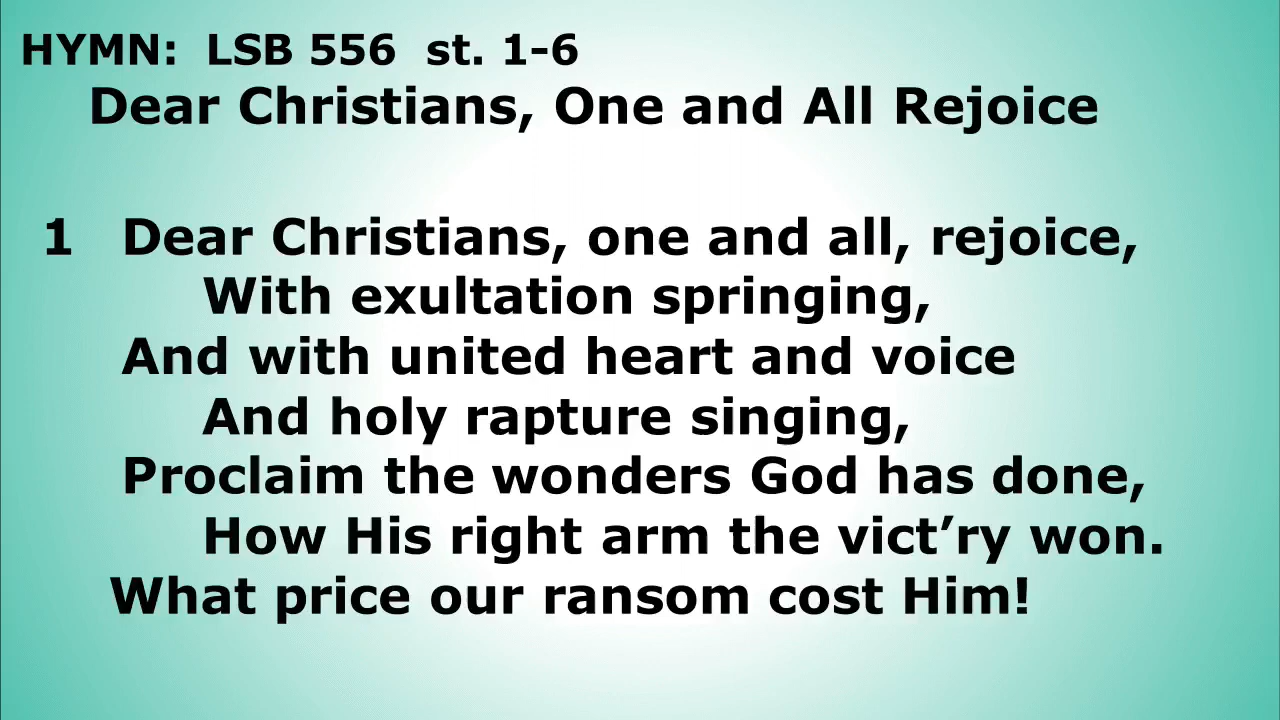 HYMN: LSB 556 st. 1-6
Dear Christians, One and All Rejoice
1 Dear Christians, one and all, rejoice,
With exultation springing,
And with united heart and voice
And holy rapture singing,
Proclaim the wonders God has done,
How His right arm the vict’ry won.
What price our ransom cost Him!